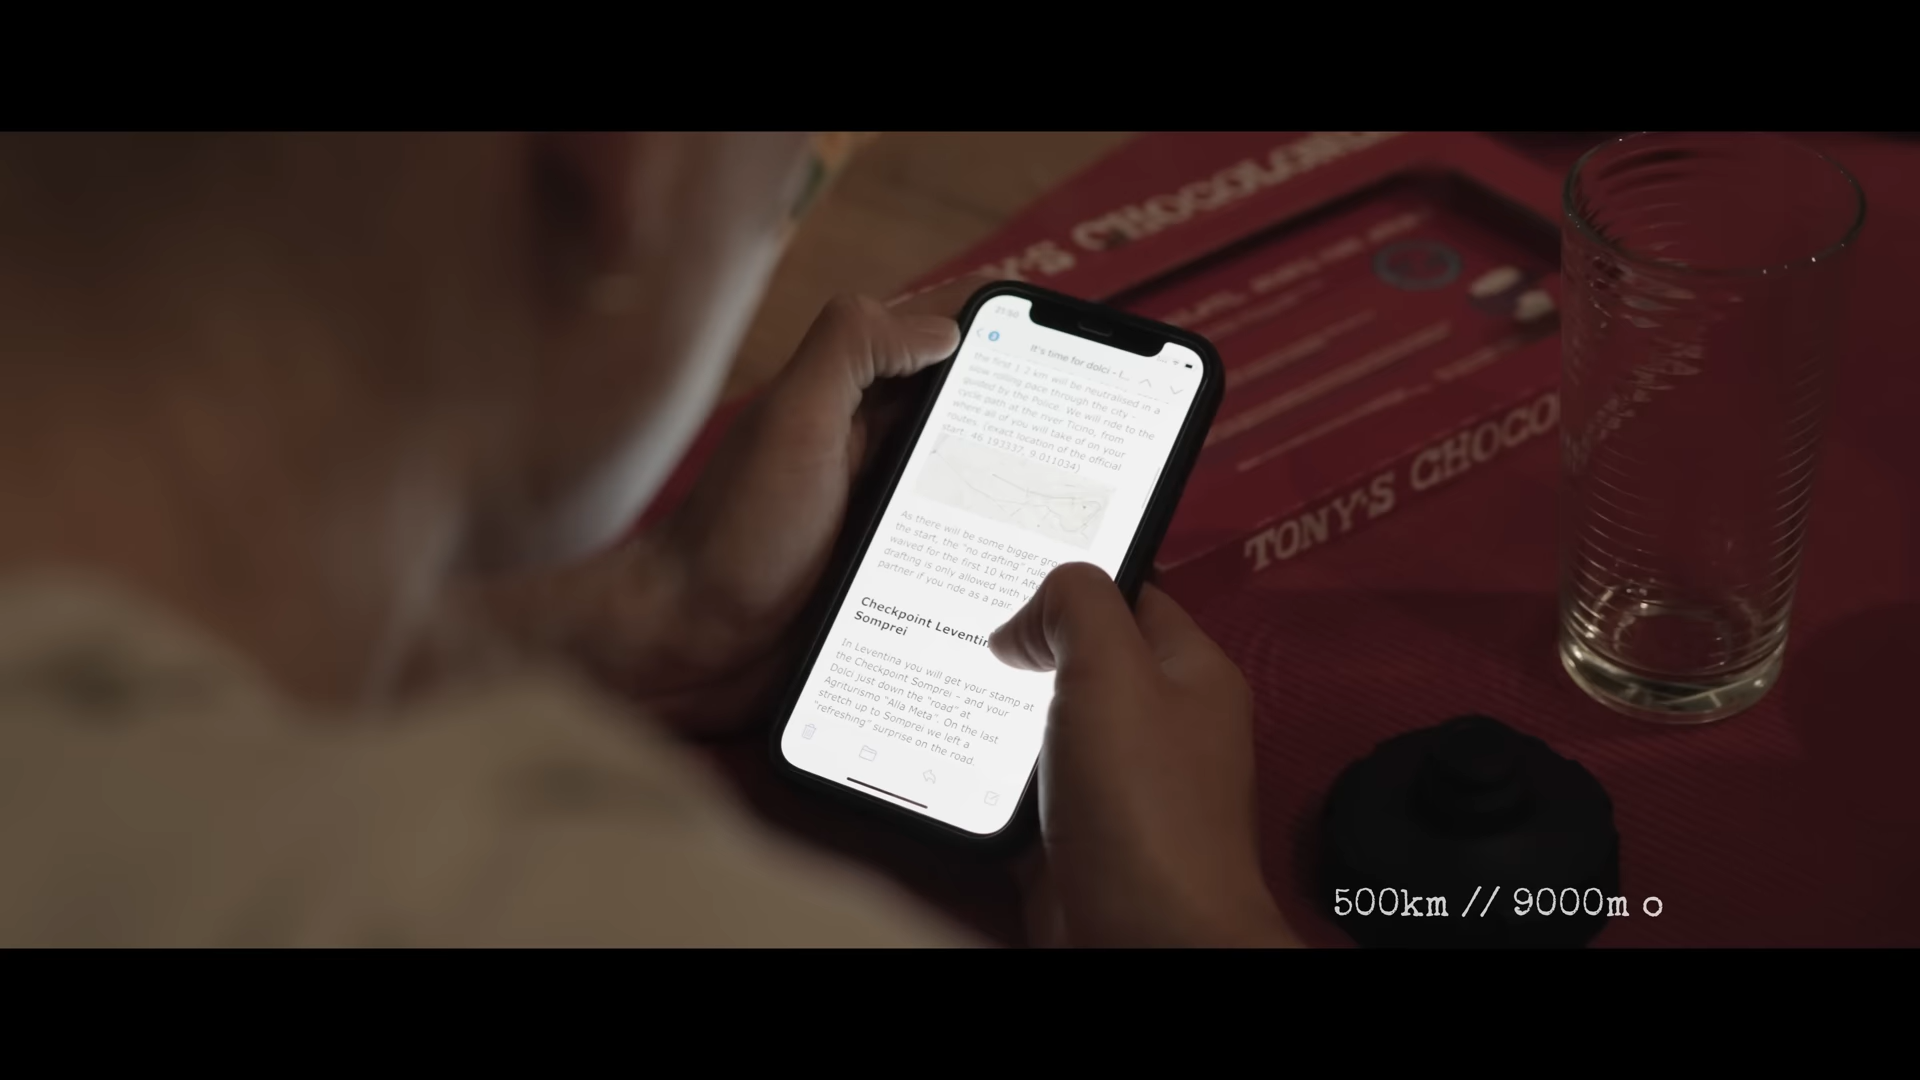 TONY'S CHOCOLON
21:50
It's time for dolci - t...
the first 1.2 km will be neutralised in a
slow rolling pace through the city -
guided by the Police. We will ride to the
cycle path at the river Ticino, from
where all of you will take of on your
routes. (exact location of the official
start: 46.193337, 9.011034)
As there will be some bigger gro
the start, the "no drafting" rule
waived for the first 10 km! Afte
drafting is only allowed with y
partner if you ride as a pair.
Checkpoint Leventin
Somprei
In Leventina you will get your stamp at
the Checkpoint Somprei – and your
Dolci just down the "road" at
Agriturismo "Alla Meta". On the last
stretch up to Somprei we left a
"refreshing" surprise on the road.
TONY'S CHOCO
500km // 9000m o